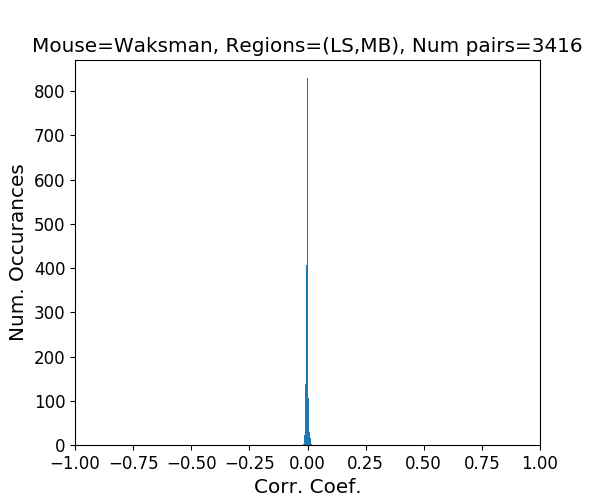 Mouse=Waksman, Regions=(LS,MB), Num pairs=3416
800
700
600
500
400
300
200
100
0
Num. Occurances
−1.00 −0.75 −0.50 −0.25 0.00 0.25 0.50 0.75 1.00
Corr. Coef.